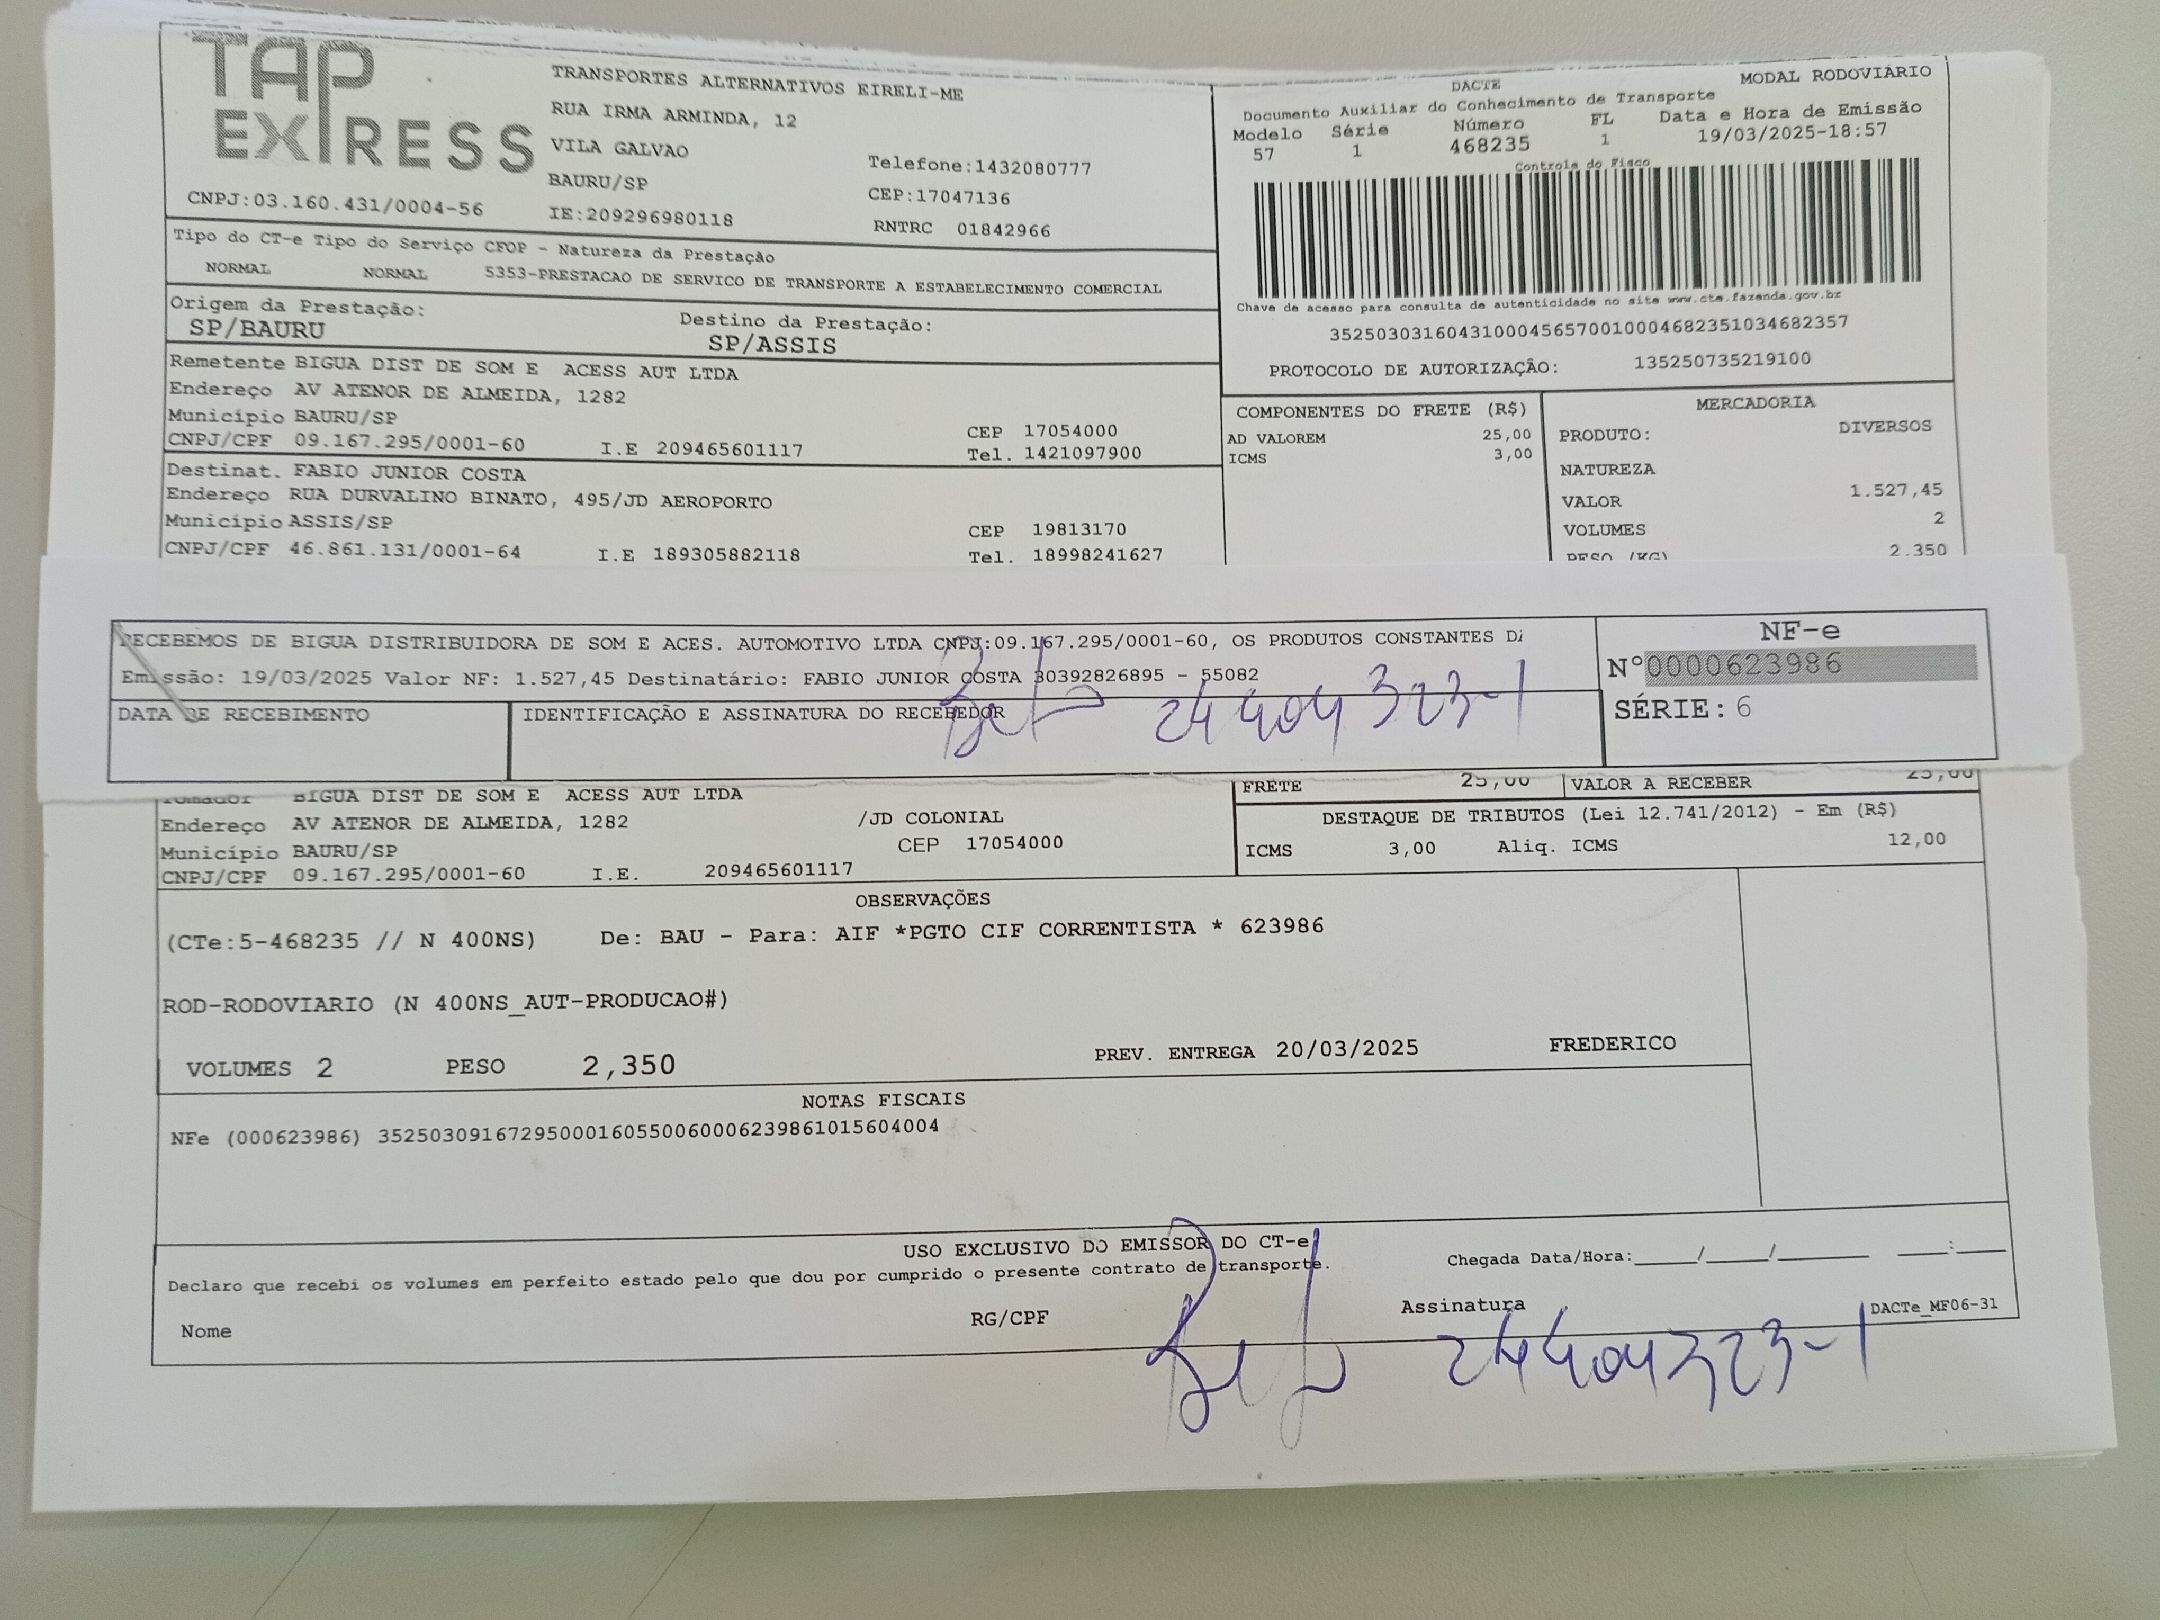 TAP EXPRESS
TRANSPORTES ALTERNATIVOS EIRELI-ME
RUA IRMA ARMINDA, 12
VILA GALVAO
Telefone:1432080777
BAURU/SP
CEP:17047136
CNPJ:03.160.431/0004-56
IE:209296980118
RNTRC 01842966
DACTE
MODAL RODOVIÁRIO
Documento Auxiliar do Conhecimento de Transporte
Modelo Série Número FL Data e Hora de Emissão
57 1 468235 1 19/03/2025-18:57
Controle do Fisco
Chave de acesso para consulta de autenticidade no site www.cte.fazenda.gov.br
35250303160431000456570010004682351034682357
PROTOCOLO DE AUTORIZAÇÃO: 135250735219100
Tipo do CT-e Tipo do Serviço CFOP - Natureza da Prestação
NORMAL NORMAL 5353-PRESTACAO DE SERVICO DE TRANSPORTE A ESTABELECIMENTO COMERCIAL
Origem da Prestação: Destino da Prestação:
SP/BAURU SP/ASSIS
Remetente BIGUA DIST DE SOM E ACESS AUT LTDA
Endereço AV ATENOR DE ALMEIDA, 1282
Município BAURU/SP CEP 17054000
CNPJ/CPF 09.167.295/0001-60 I.E 209465601117 Tel. 1421097900
Destinat. FABIO JUNIOR COSTA
Endereço RUA DURVALINO BINATO, 495/JD AEROPORTO
Município ASSIS/SP CEP 19813170
CNPJ/CPF 46.861.131/0001-64 I.E 189305882118 Tel. 18998241627
COMPONENTES DO FRETE (R$)
AD VALOREM 25,00
ICMS 3,00
MERCADORIA
PRODUTO: DIVERSOS
NATUREZA
VALOR 1.527,45
VOLUMES 2
PESO (KG) 2.350
RECEBEMOS DE BIGUA DISTRIBUIDORA DE SOM E ACES. AUTOMOTIVO LTDA CNPJ:09.167.295/0001-60, OS PRODUTOS CONSTANTES
Emissão: 19/03/2025 Valor NF: 1.527,45 Destinatário: FABIO JUNIOR COSTA 30392826895 - 55082
DATA DE RECEBIMENTO IDENTIFICAÇÃO E ASSINATURA DO RECEBEDOR
24404323-1
NF-e
N°0000623986
SÉRIE: 6
Tomador BIGUA DIST DE SOM E ACESS AUT LTDA
Endereço AV ATENOR DE ALMEIDA, 1282 /JD COLONIAL
Município BAURU/SP CEP 17054000
CNPJ/CPF 09.167.295/0001-60 I.E. 209465601117
FRETE 25,00 VALOR A RECEBER 25,00
DESTAQUE DE TRIBUTOS (Lei 12.741/2012) - Em (R$)
ICMS 3,00 Aliq. ICMS 12,00
OBSERVAÇÕES
(CTe:5-468235 // N 400NS) De: BAU - Para: AIF *PGTO CIF CORRENTISTA * 623986
ROD-RODOVIARIO (N 400NS_AUT-PRODUCAO#)
VOLUMES 2 PESO 2,350 PREV. ENTREGA 20/03/2025 FREDERICO
NOTAS FISCAIS
NFe (000623986) 35250309167295000160550060006239861015604004
USO EXCLUSIVO DO EMISSOR DO CT-e
Declaro que recebi os volumes em perfeito estado pelo que dou por cumprido o presente contrato de transporte.
Chegada Data/Hora:____/____/______ ___:___
Nome RG/CPF Assinatura DACTe_MF06-31
24404323-1